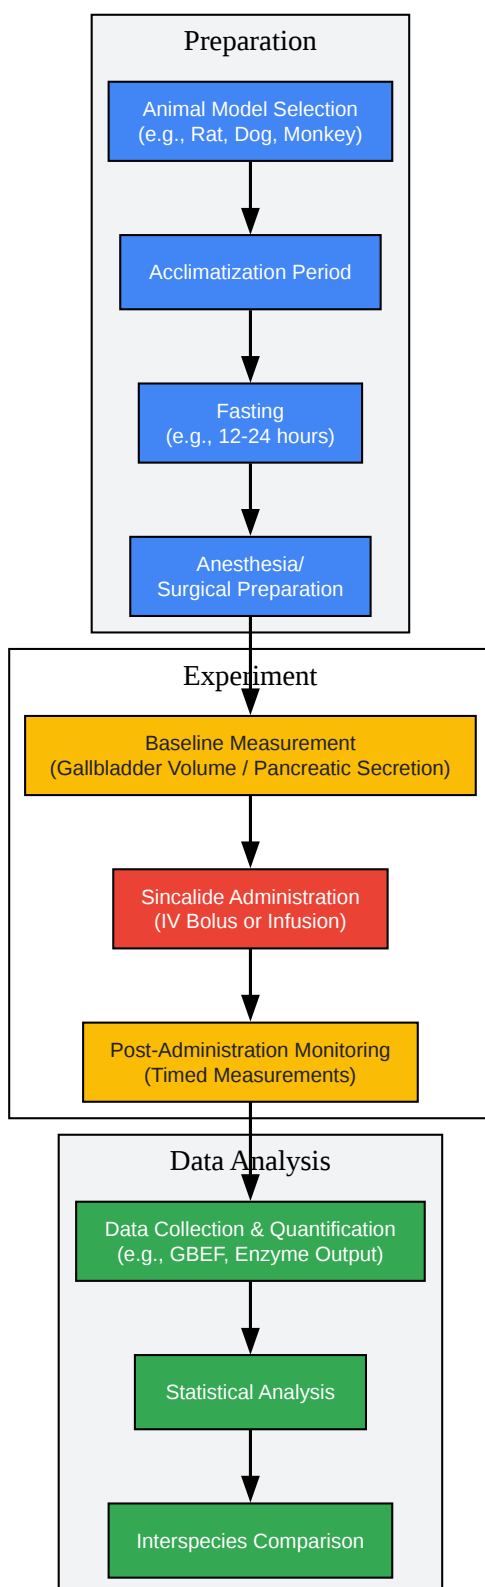 Preparation
Animal Model Selection
(e.g., Rat, Dog, Monkey)
Acclimatization Period
Fasting
(e.g., 12-24 hours)
Anesthesia/
Surgical Preparation
Experiment
Baseline Measurement
(Gallbladder Volume / Pancreatic Secretion)
Sincalide Administration
(IV Bolus or Infusion)
Post-Administration Monitoring
(Timed Measurements)
Data Analysis
Data Collection & Quantification
(e.g., GBEF, Enzyme Output)
Statistical Analysis
Interspecies Comparison